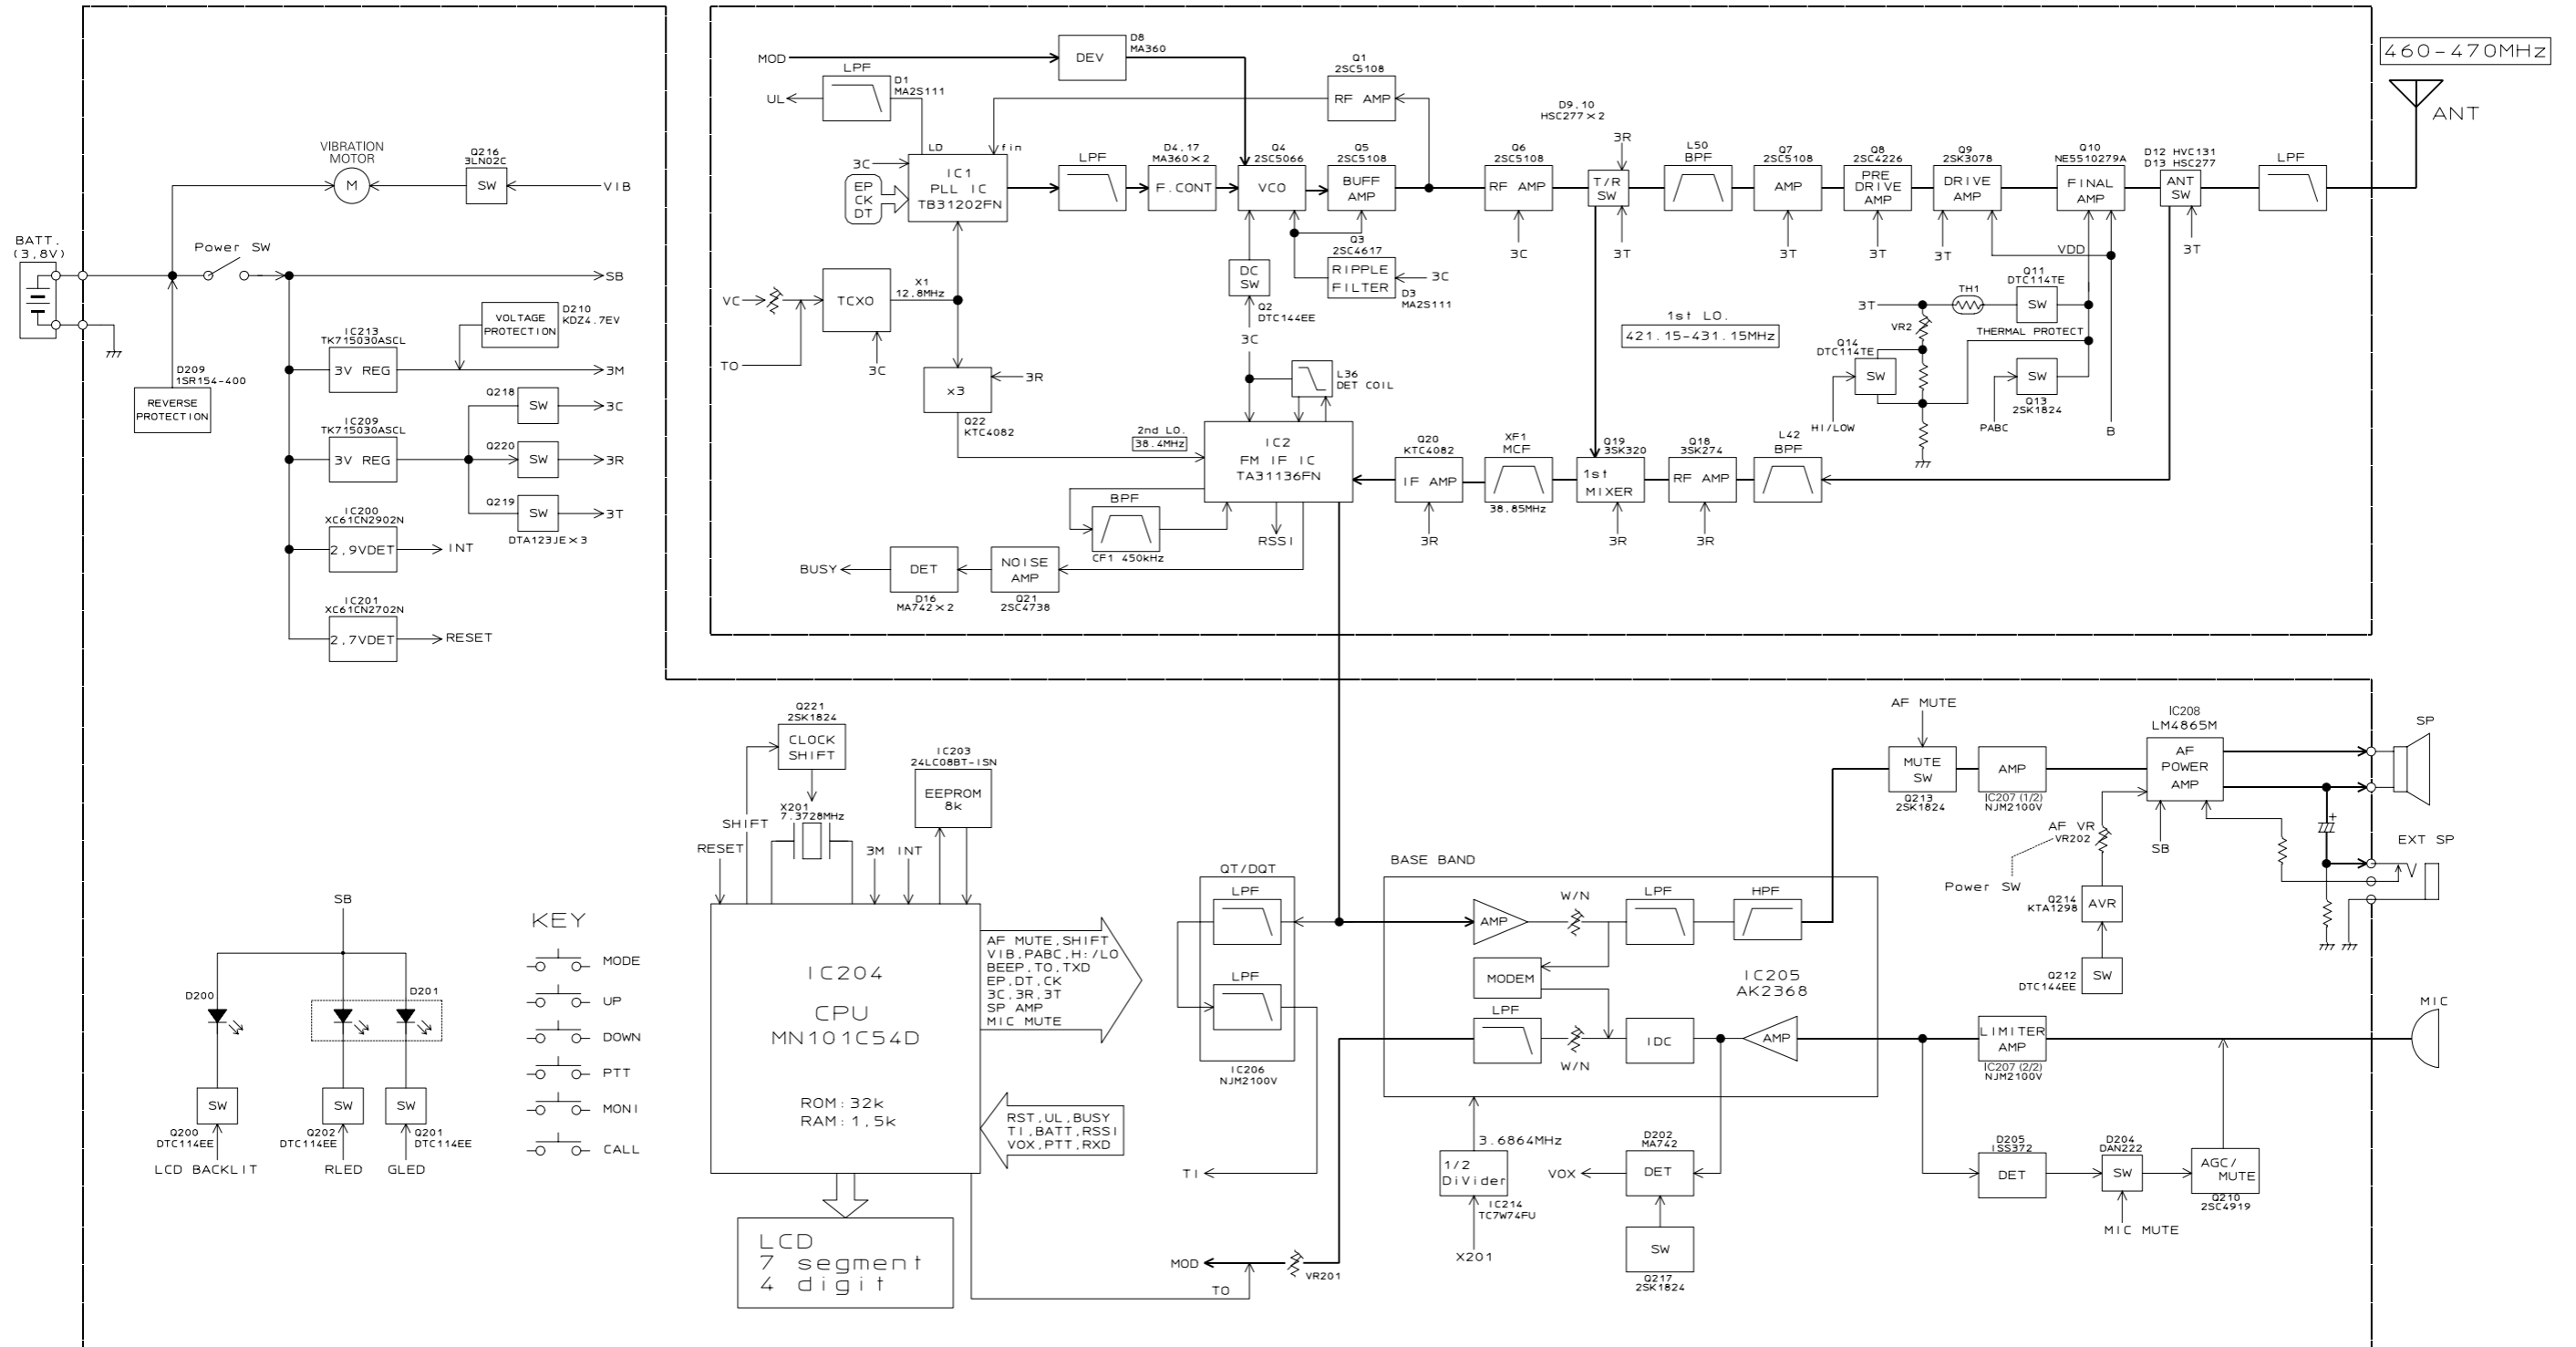 BATT.
(3,8V)
VIBRATION
MOTOR
M
Q216
3LN02C
SW
VIB
Power SW
SB
VOLTAGE
PROTECTION
D210
KDZ4.7EV
IC213
TK715030ASCL
3V REG
3M
D209
1SR154-400
REVERSE
PROTECTION
Q218
SW
3C
IC209
TK715030ASCL
3V REG
Q220
SW
3R
Q219
SW
3T
DTA123JE×3
IC200
XC61CN2902N
2,9VDET
INT
IC201
XC61CN2702N
2,7VDET
RESET
MOD
DEV
D8
MA360
LPF
D1
MA2S111
UL
Q1
2SC5108
RF AMP
LD
fin
3C
EP
CK
DT
IC1
PLL IC
TB31202FN
LPF
D4,17
MA360×2
F.CONT
Q4
2SC5066
VCO
Q5
2SC5108
BUFF
AMP
Q6
2SC5108
RF AMP
3C
D9,10
HSC277×2
3R
T/R
SW
3T
L50
BPF
Q7
2SC5108
AMP
3T
Q8
2SC4226
PRE
DRIVE
AMP
3T
Q9
2SK3078
DRIVE
AMP
3T
Q10
NE5510279A
FINAL
AMP
VDD
D12 HVC131
D13 HSC277
ANT
SW
3T
LPF
460-470MHz
ANT
VC
TCXO
X1
12,8MHz
TO
3C
DC
SW
Q2
DTC144EE
3C
Q3
2SC4617
RIPPLE
FILTER
3C
D3
MA2S111
1st LO.
421.15-431.15MHz
3T
TH1
Q11
DTC114TE
SW
THERMAL PROTECT
VR2
Q14
DTC114TE
SW
SW
Q13
2SK1824
HI/LOW
PABC
B
x3
3R
Q22
KTC4082
L36
DET COIL
2nd LO.
38.4MHz
IC2
FM IF IC
TA31136FN
Q20
KTC4082
IF AMP
3R
XF1
MCF
38,85MHz
Q19
3SK320
1st
MIXER
3R
Q18
3SK274
RF AMP
3R
L42
BPF
BPF
CF1 450kHz
RSSI
BUSY
DET
D16
MA742×2
NOISE
AMP
Q21
2SC4738
Q221
2SK1824
CLOCK
SHIFT
X201
7.3728MHz
SHIFT
RESET
3M
INT
IC203
24LC08BT-ISN
EEPROM
8k
IC204
CPU
MN101C54D
ROM:32k
RAM:1,5k
AF MUTE,SHIFT
VIB,PABC,H:/LO
BEEP,TO,TXD
EP,DT,CK
3C,3R,3T
SP AMP
MIC MUTE
RST,UL,BUSY
TI,BATT,RSSI
VOX,PTT,RXD
LCD
7 segment
4 digit
SB
D200
D201
SW
Q200
DTC114EE
LCD BACKLIT
SW
Q202
DTC114EE
RLED
SW
Q201
DTC114EE
GLED
KEY
MODE
UP
DOWN
PTT
MONI
CALL
QT/DQT
LPF
LPF
IC206
NJM2100V
TI
MOD
TO
VR201
BASE BAND
AMP
W/N
LPF
HPF
MODEM
IC205
AK2368
LPF
W/N
IDC
AMP
3.6864MHz
1/2
DiVider
IC214
TC7W74FU
X201
VOX
D202
MA742
DET
SW
Q217
2SK1824
AF MUTE
MUTE
SW
Q213
2SK1824
AMP
IC207 (1/2)
NJM2100V
IC208
LM4865M
AF
POWER
AMP
SP
AF VR
VR202
SB
Power SW
Q214
KTA1298
AVR
Q212
DTC144EE
SW
+
EXT SP
MIC
LIMITER
AMP
IC207 (2/2)
NJM2100V
D205
ISS372
DET
D204
DAN222
SW
MIC MUTE
AGC/
MUTE
Q210
2SC4919